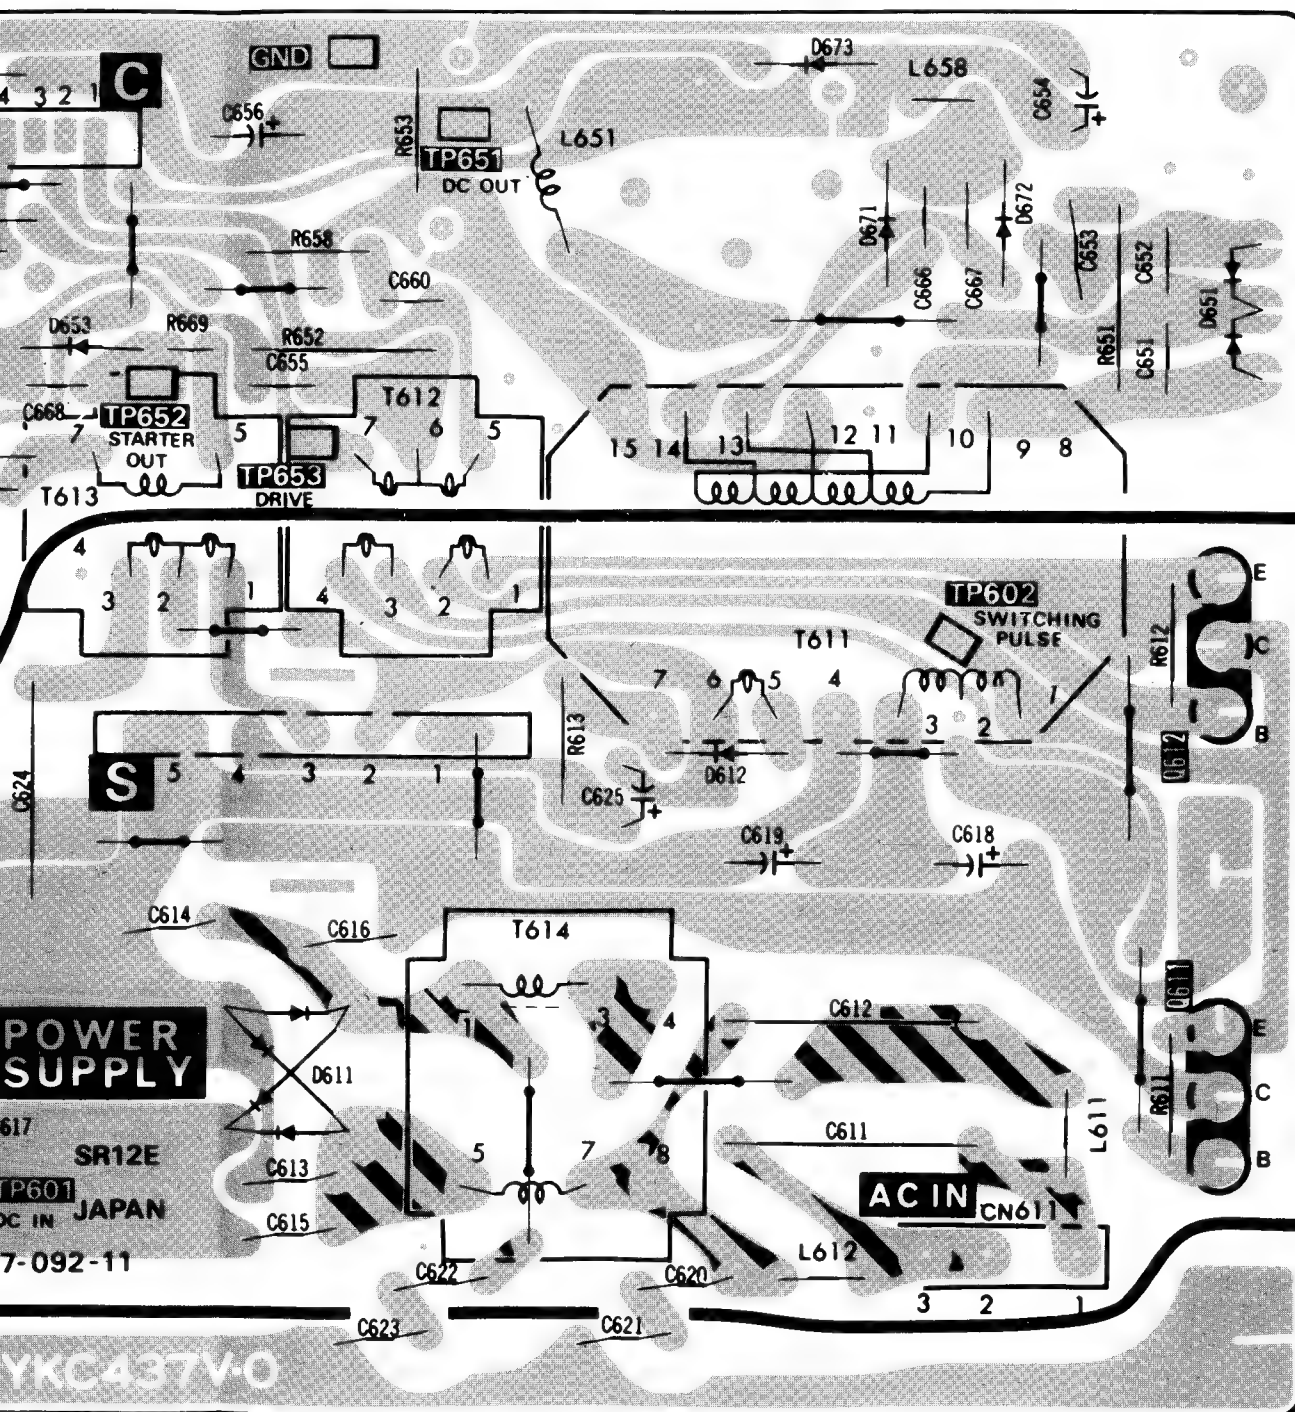 GND
D673
L658
C654
C
4 3 2 1
C656
R653
TP651
DC OUT
L651
D671
D672
C653
C652
D651
R658
C660
C666
C667
R651
C651
D653
R669
R652
C655
T612
C668
TP652
STARTER
OUT
7
5
TP653
DRIVE
7 6 5
15 14 13 12 11 10 9 8
T613
4
3 2 1
4 3 2 1
TP602
SWITCHING
PULSE
T611
E
R612
C
7 6 5 4
1
3 2
B
Q612
R613
D612
S
5 4 3 2 1
C624
C625
C619
C618
C614
C616
T614
Q611
1 3 4
C612
E
POWER
SUPPLY
D611
R611
C
617
SR12E
C611
L611
5 7 8
B
C613
TP601
DC IN
JAPAN
AC IN
CN611
C615
7-092-11
L612
C622
C620
3 2 1
C623
C621
YKC437V-0